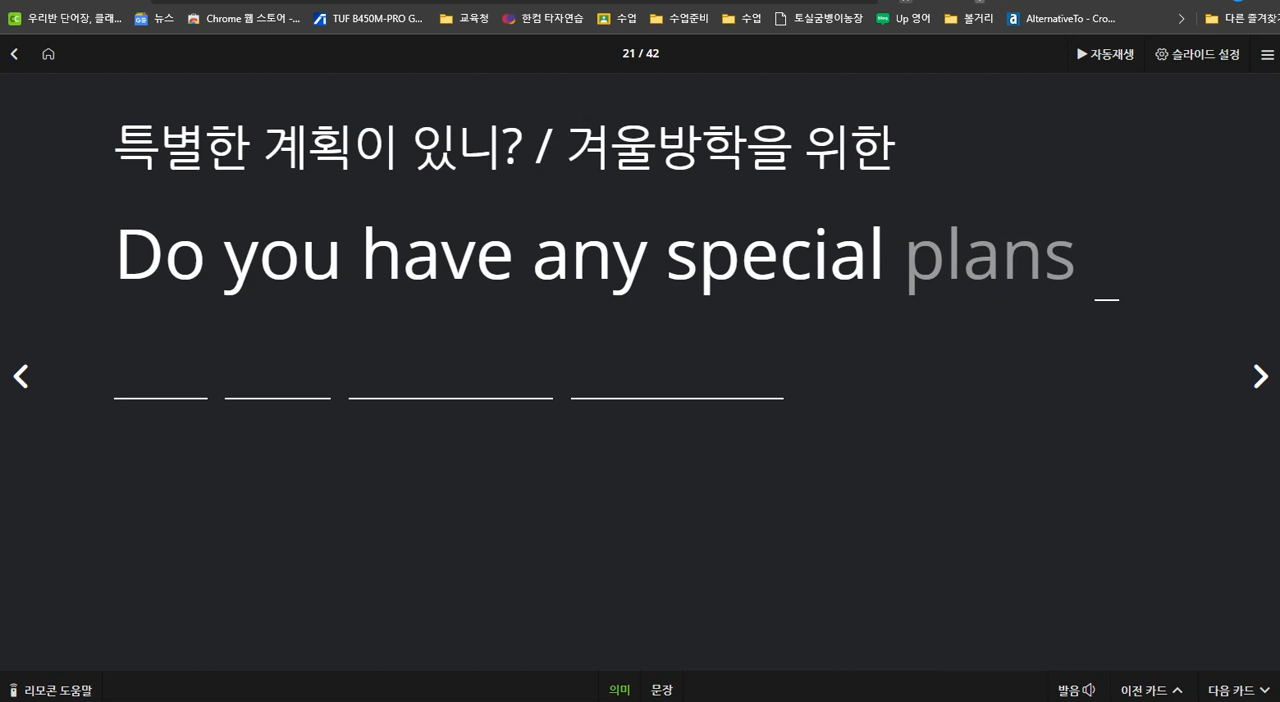 우리반 단어장, 클래... 뉴스 Chrome 웹 스토어 -... TUF B450M-PRO G... 교육청 한컴 타자연습 수업 수업준비 수업 토실굼벵이농장 Up 영어 볼거리 AlternativeTo - Cro... 다른 즐겨찾기
21 / 42 자동재생 슬라이드 설정
특별한 계획이 있니? / 겨울방학을 위한
Do you have any special plans
리모콘 도움말 의미 문장 발음 이전 카드 다음 카드